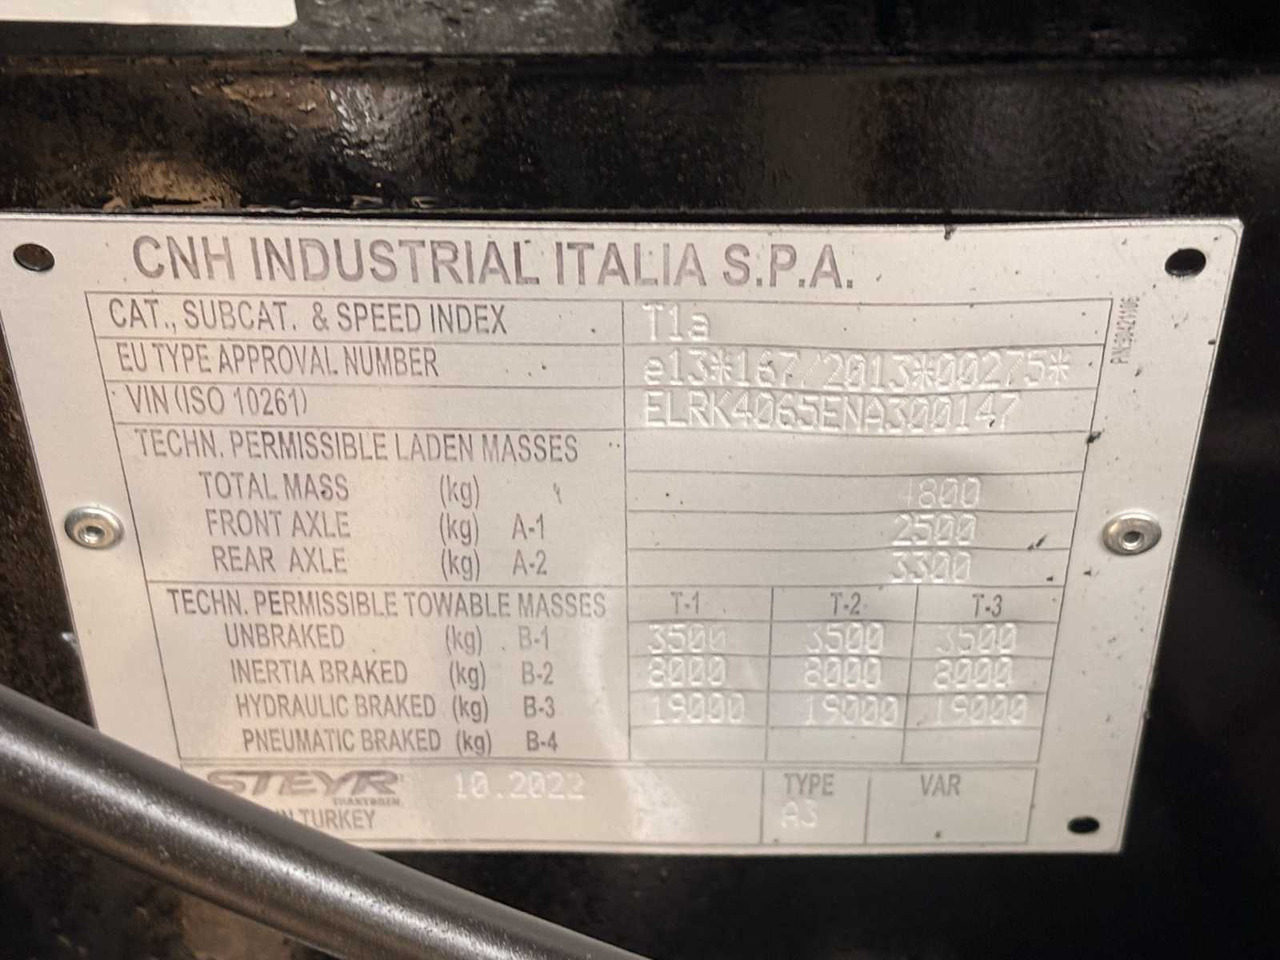 CNH INDUSTRIAL ITALIA S.P.A.
CAT., SUBCAT. & SPEED INDEX T1a
EU TYPE APPROVAL NUMBER e13*167/2013*00275*
VIN (ISO 10261) ELRK4065ENA300147
TECHN. PERMISSIBLE LADEN MASSES
TOTAL MASS (kg) 4800
FRONT AXLE (kg) A-1 2500
REAR AXLE (kg) A-2 3300
TECHN. PERMISSIBLE TOWABLE MASSES T-1 T-2 T-3
UNBRAKED (kg) B-1 3500 3500 3500
INERTIA BRAKED (kg) B-2 8000 8000 8000
HYDRAULIC BRAKED (kg) B-3 19000 19000 19000
PNEUMATIC BRAKED (kg) B-4
STEYR 10.2022 TYPE VAR
TRAKTOREN
IN TURKEY A3
P/N:90421106